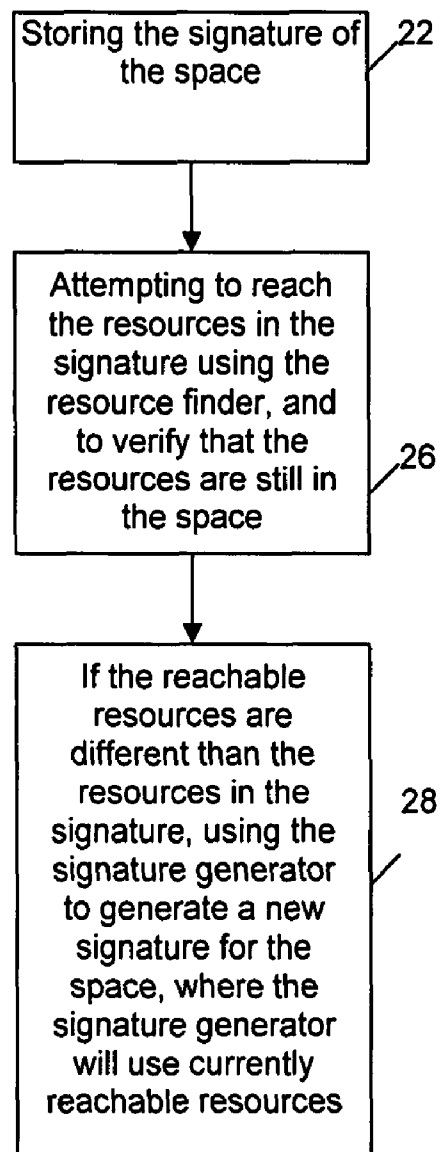 Storing the signature of
the space
22
Attempting to reach
the resources in the
signature using the
resource finder, and
to verify that the
resources are still in
the space
26
If the reachable
resources are
different than the
resources in the
signature, using the
signature generator
to generate a new
signature for the
space, where the
signature generator
will use currently
reachable resources
28